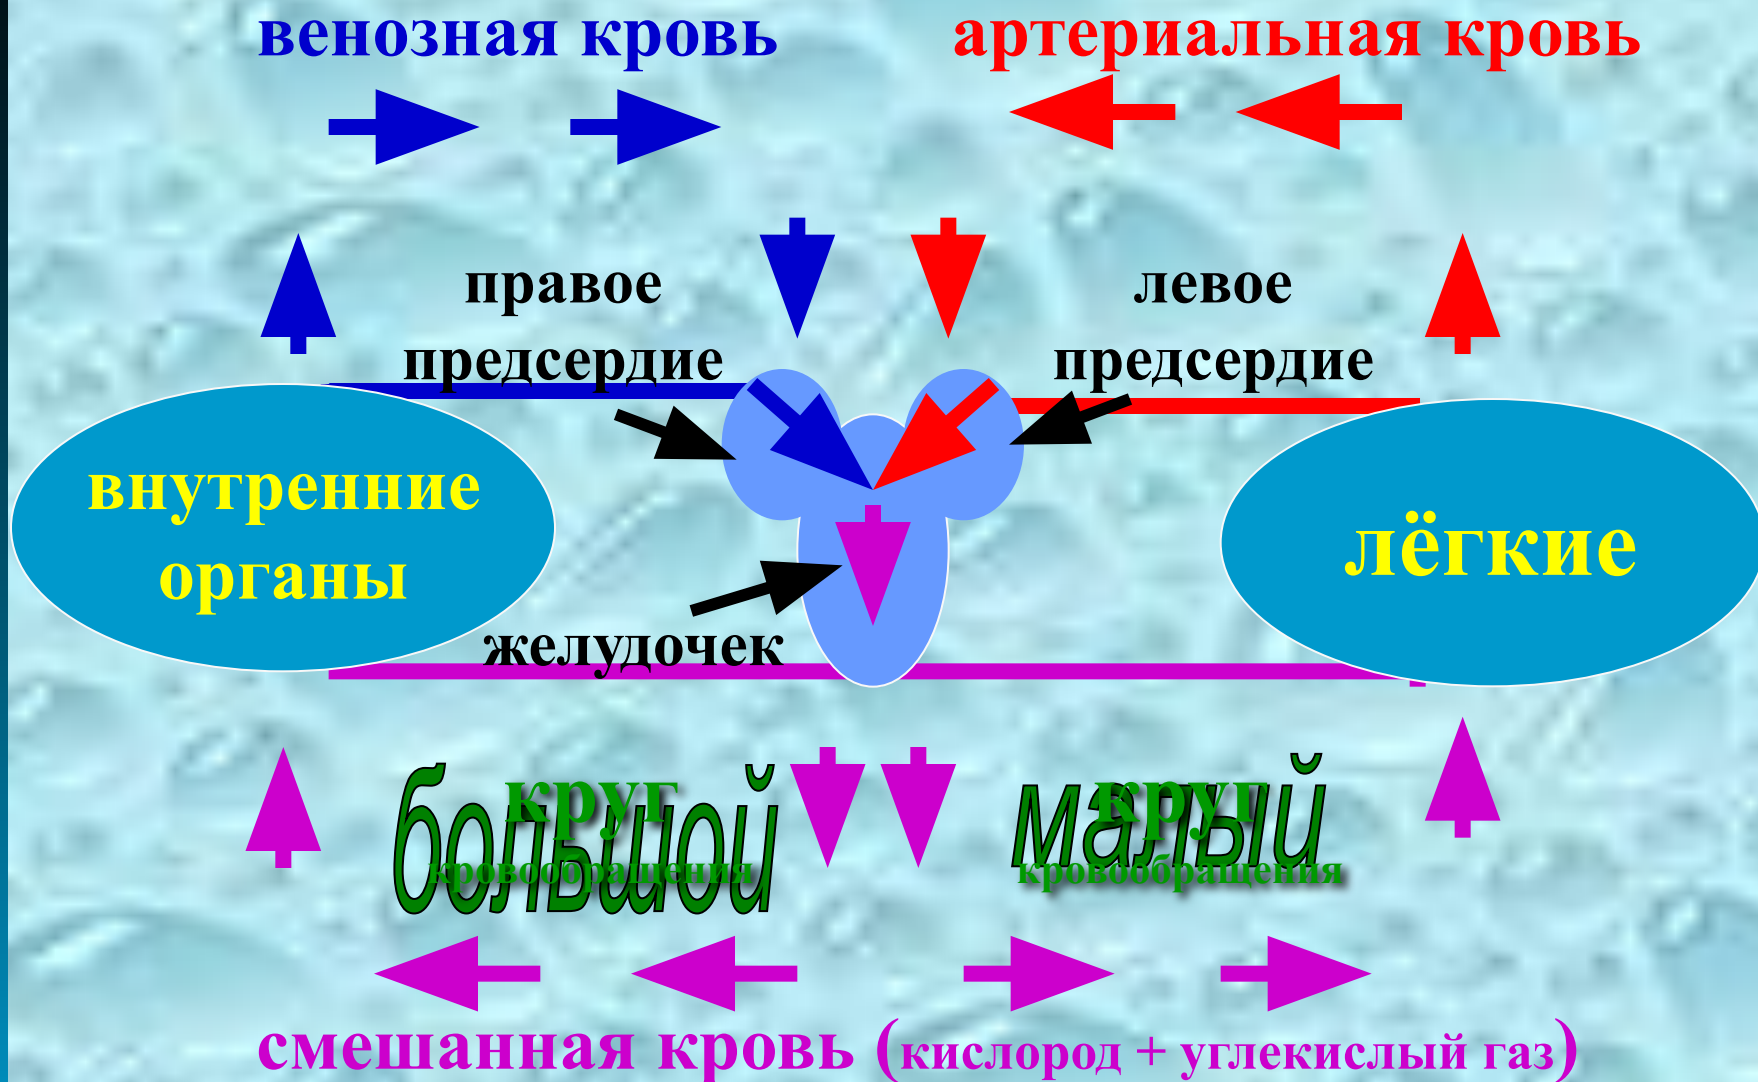 венозная кровь
артериальная кровь
правое
предсердие
левое
предсердие
внутренние
органы
лёгкие
желудочек
большой
круг
кровообращения
малый
круг
кровообращения
смешанная кровь (кислород + углекислый газ)